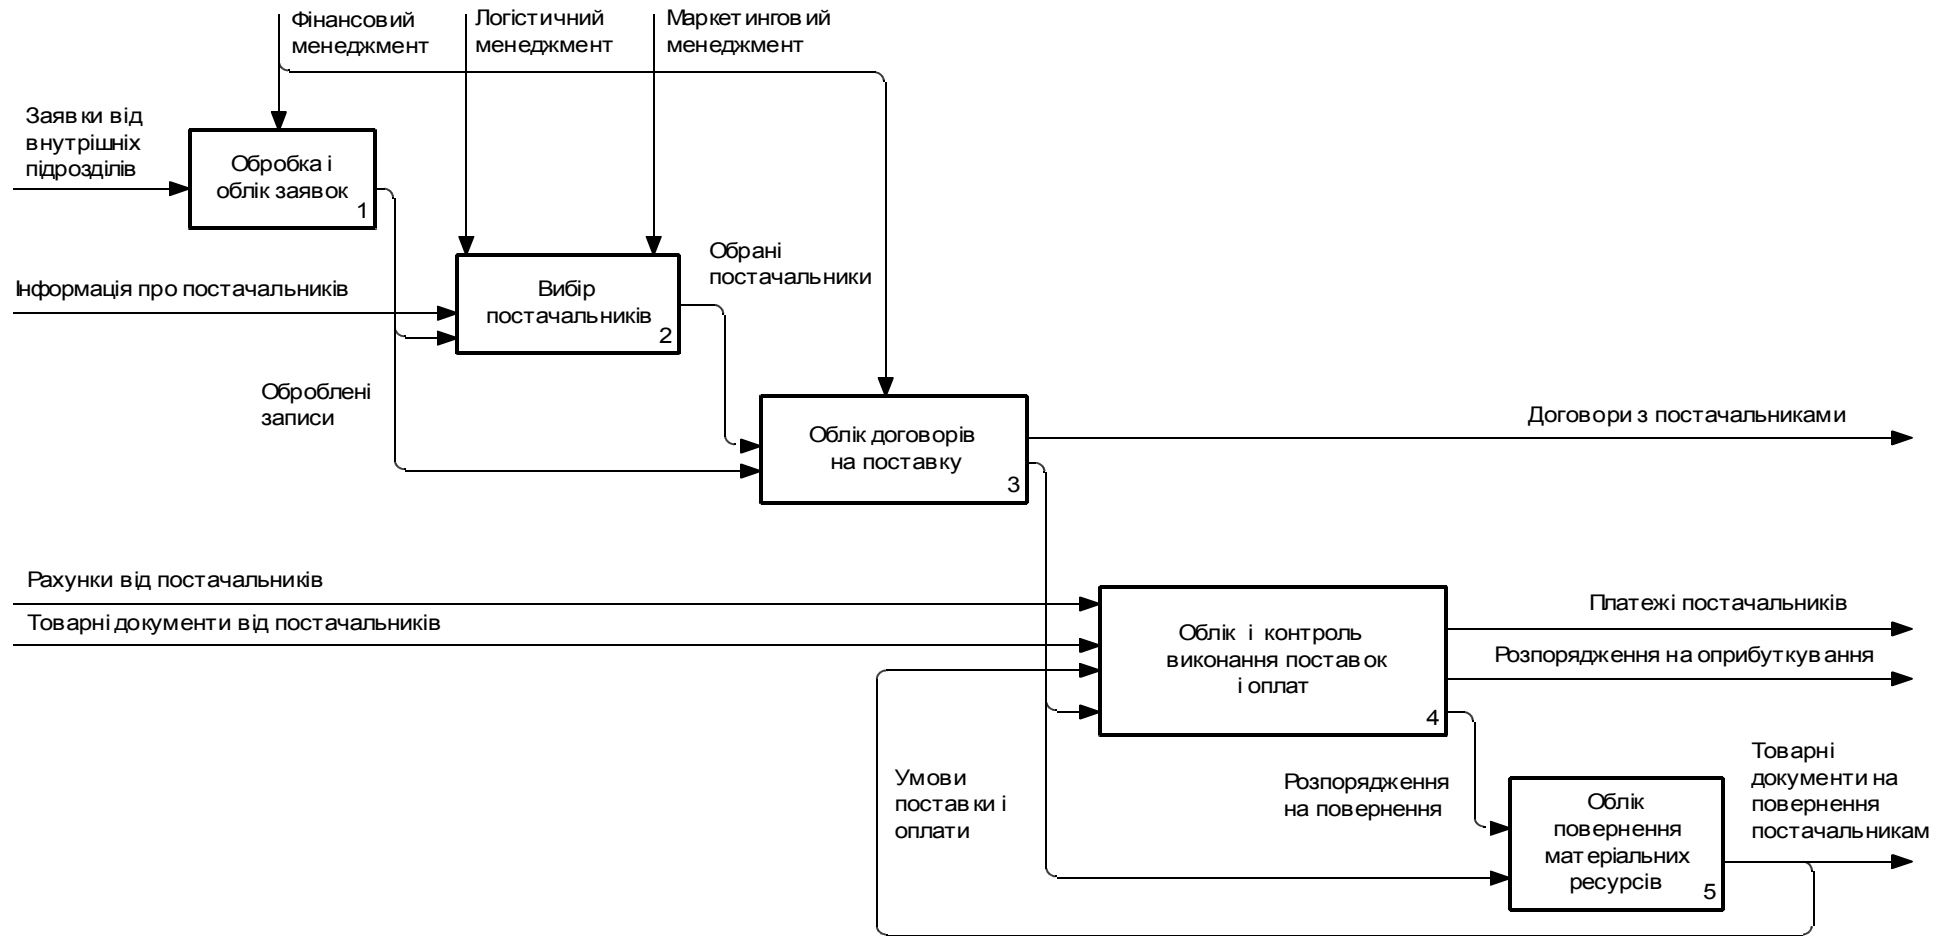 Фінансовий
менеджмент
Логістичний
менеджмент
Маркетинговий
менеджмент
Заявки від
внутрішніх
підрозділів
Обробка і
облік заявок
1
Інформація про постачальників
Вибір
постачальників
2
Обрані
постачальники
Оброблені
записи
Облік договорів
на поставку
3
Договори з постачальниками
Рахунки від постачальників
Товарні документи від постачальників
Облік і контроль
виконання поставок
і оплат
4
Платежі постачальників
Розпорядження на оприбуткування
Умови
поставки і
оплати
Розпорядження
на повернення
Облік
повернення
матеріальних
ресурсів
5
Товарні
документи на
повернення
постачальникам